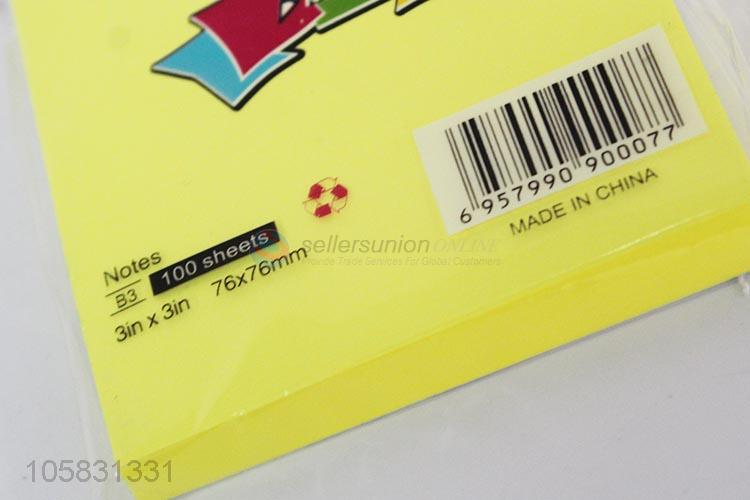 6 957990 900077
MADE IN CHINA
Notes
B3 100 sheets
3in x 3in 76x76mm
sellersunion ONLINE
Provide Trade Services For Global Customers
105831331